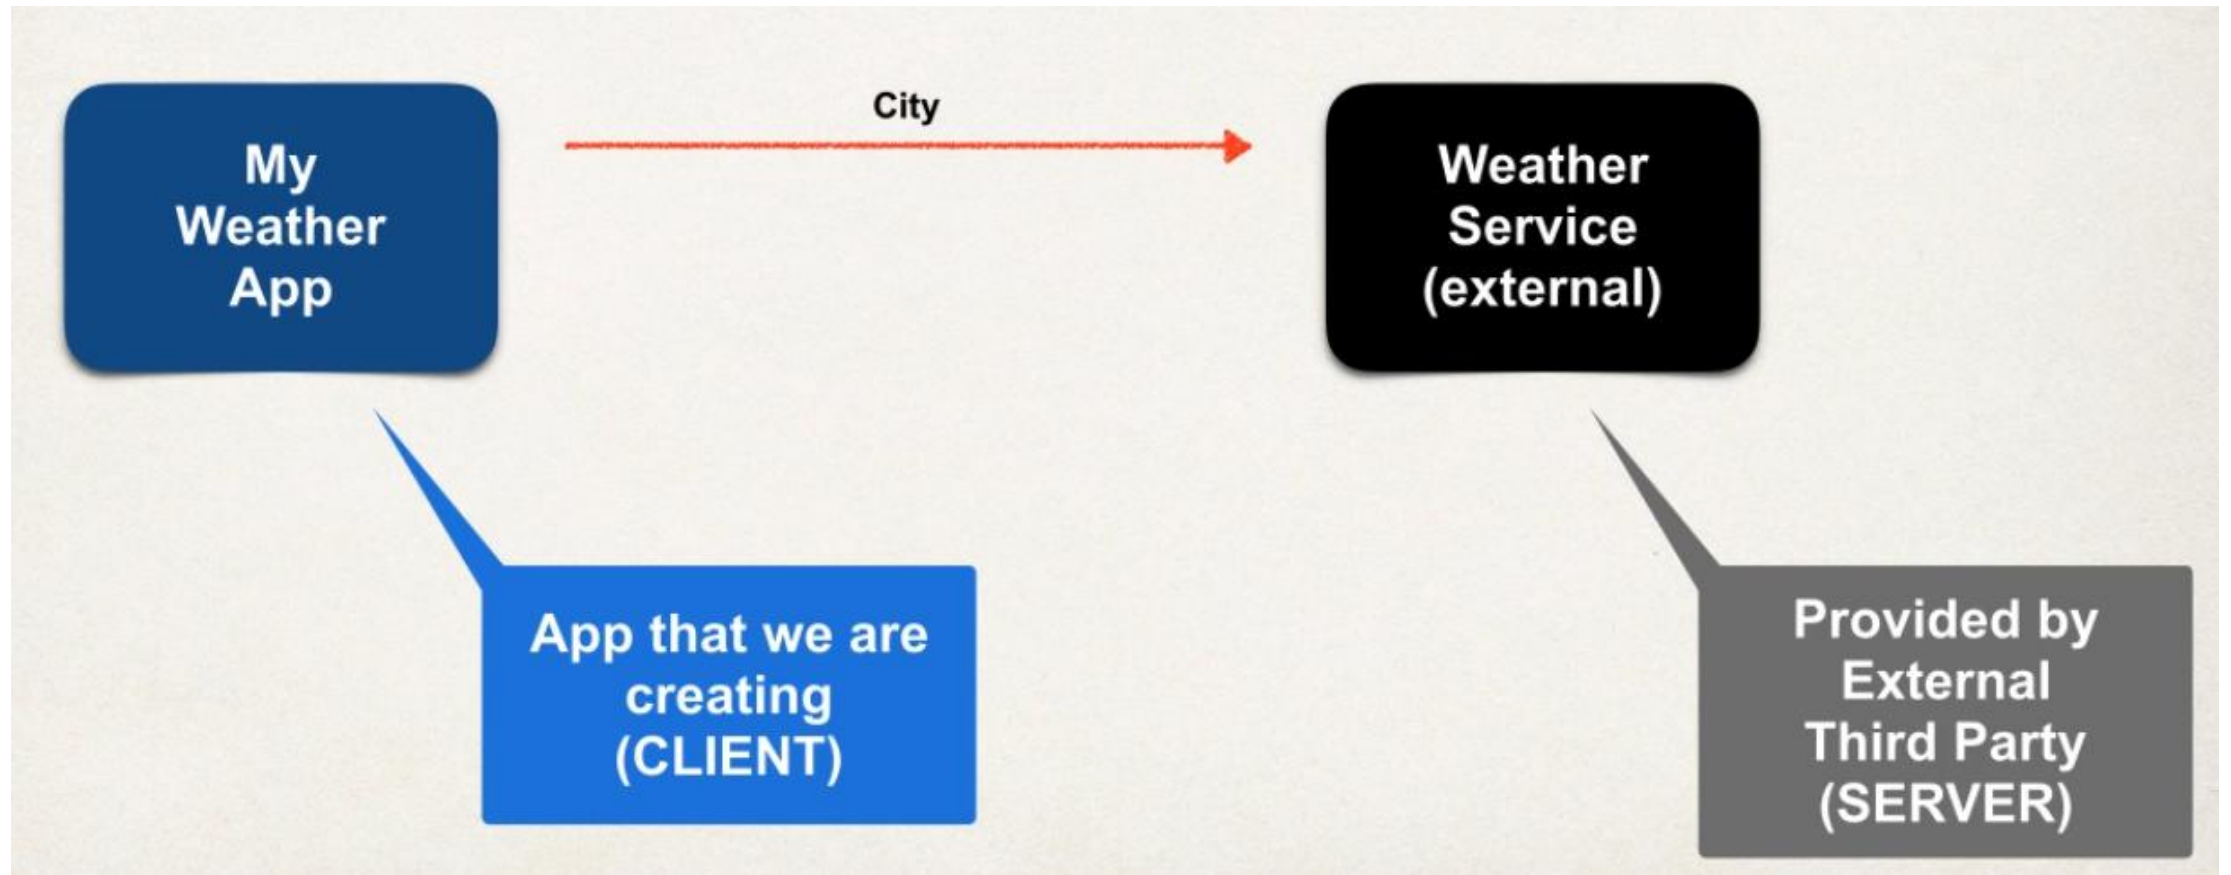 My
Weather
App
City
Weather
Service
(external)
App that we are
creating
(CLIENT)
Provided by
External
Third Party
(SERVER)